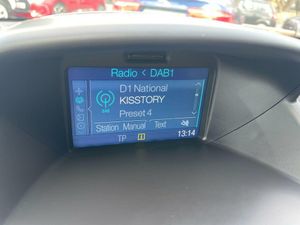 Radio < DAB1
D1 National
KISSTORY
Preset 4
Station Manual Text
TP 13:14